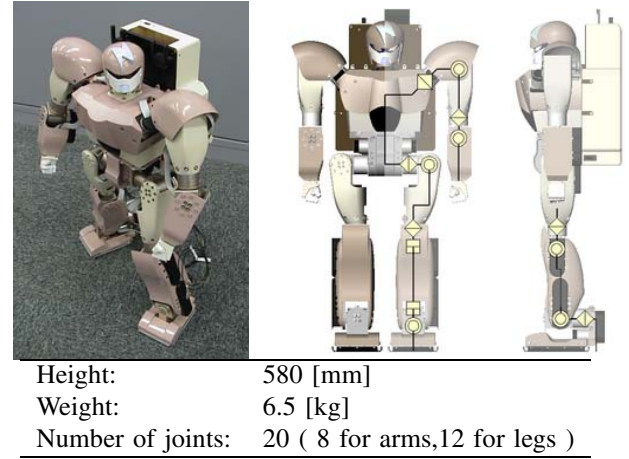 Height: 580 [mm]
Weight: 6.5 [kg]
Number of joints: 20 ( 8 for arms,12 for legs )